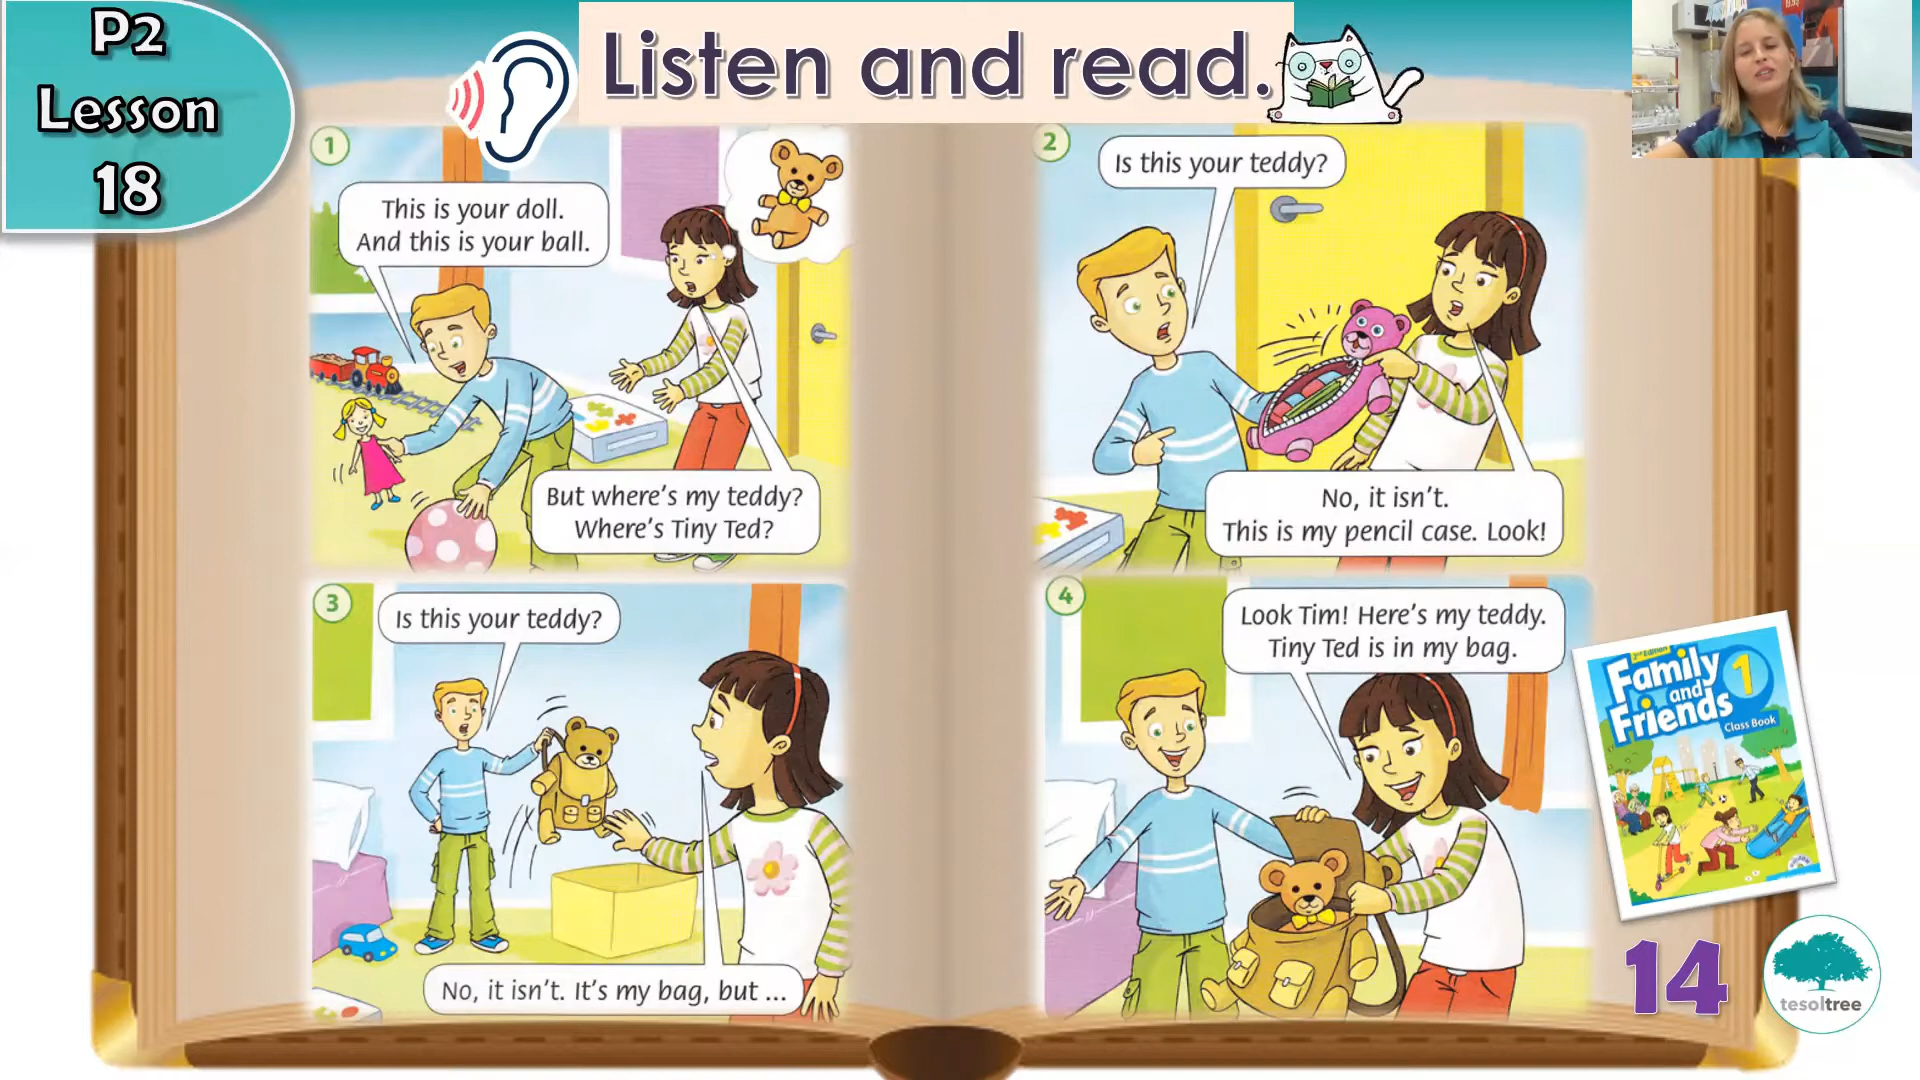 P2
Lesson
18
Listen and read.
1
This is your doll.
And this is your ball.
But where's my teddy?
Where's Tiny Ted?
2
Is this your teddy?
No, it isn't.
This is my pencil case. Look!
3
Is this your teddy?
No, it isn't. It's my bag, but ...
4
Look Tim! Here's my teddy.
Tiny Ted is in my bag.
2nd Edition
Family
and
Friends
1
Class Book
14
tesoltree